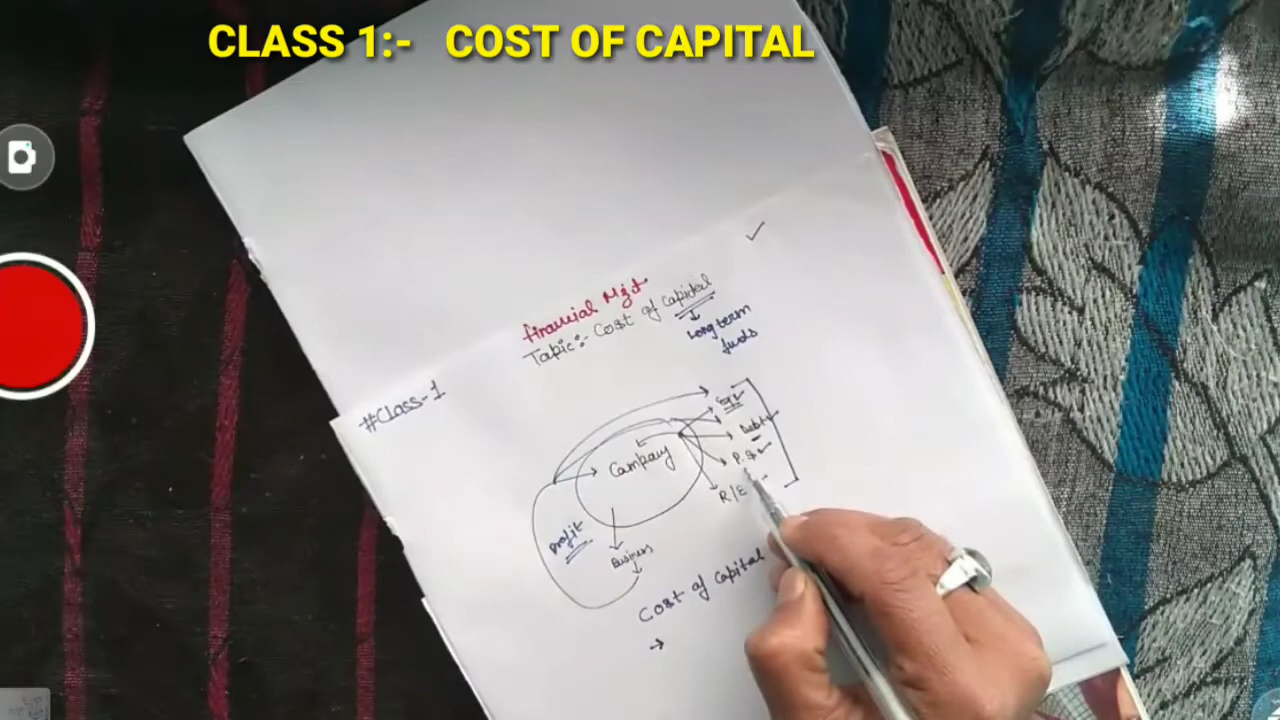 CLASS 1:- COST OF CAPITAL
Financial Mgt
Topic:- Cost of capital
Long term
funds
#Class-1
Eq
Debt
Company
P.S
R/E
Profit
Business
Cost of capital